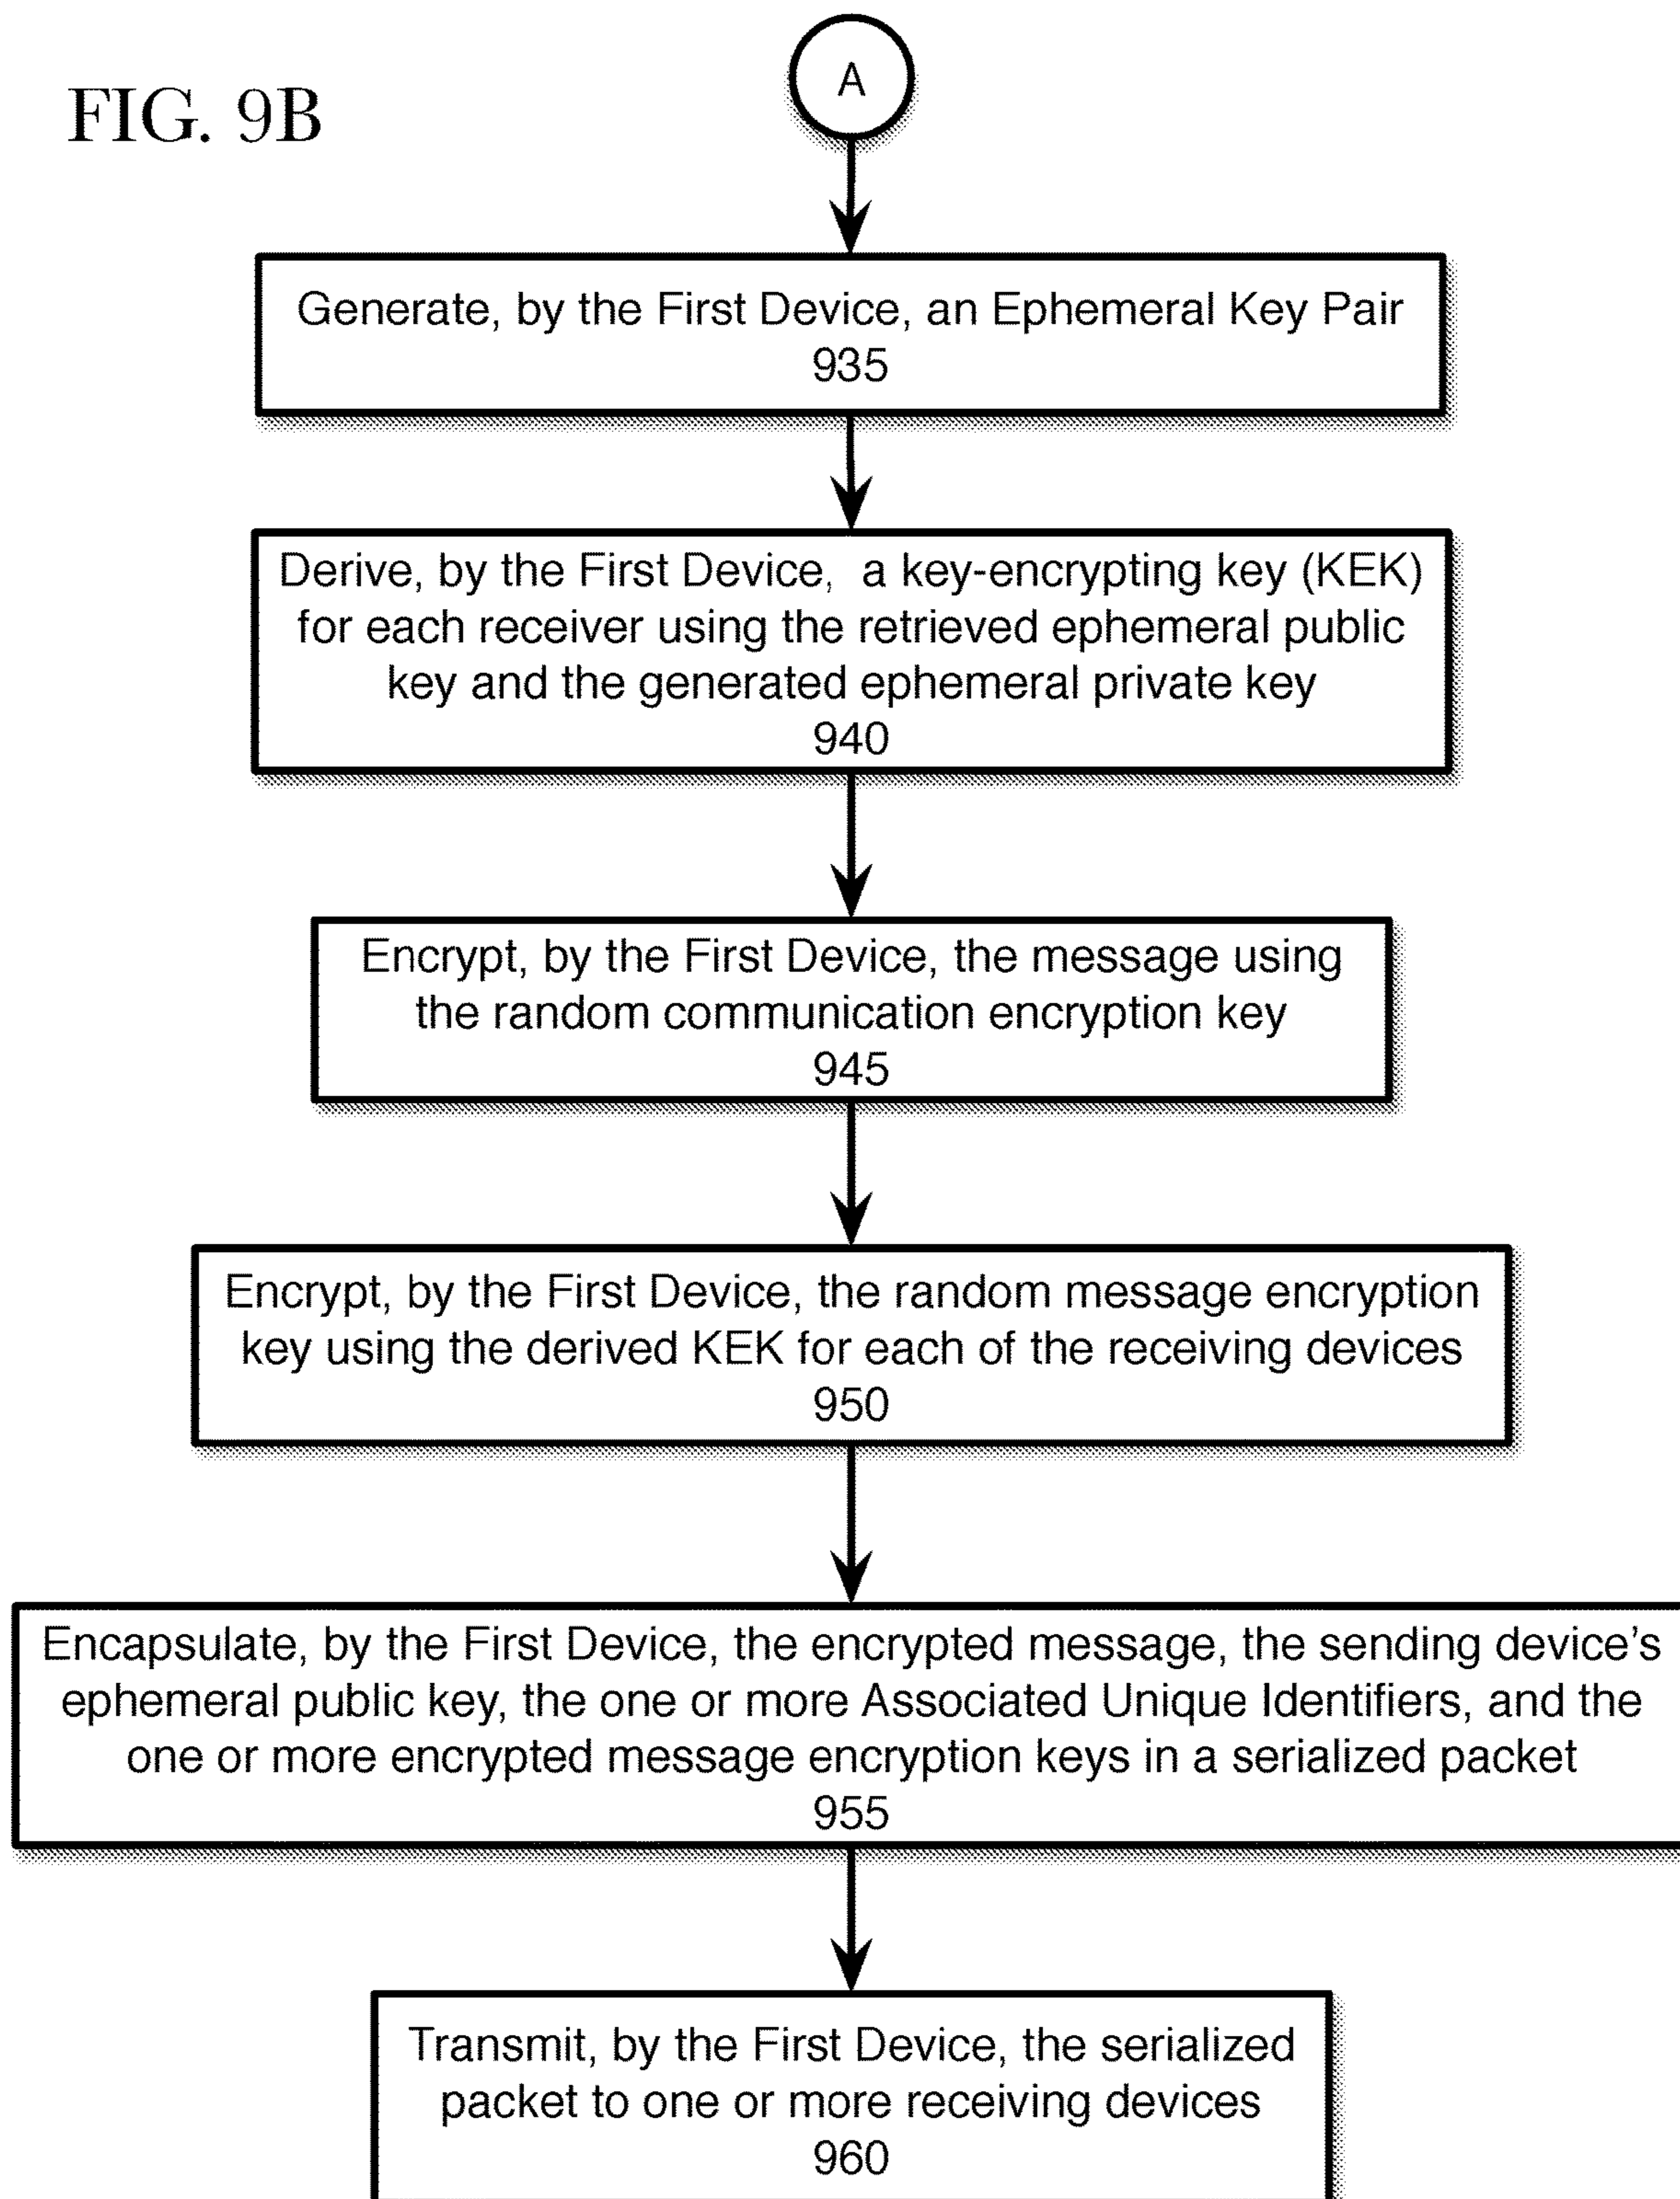 A
FIG. 9B
Generate, by the First Device, an Ephemeral Key Pair
935
Derive, by the First Device, a key-encrypting key (KEK)
for each receiver using the retrieved ephemeral public
key and the generated ephemeral private key
940
Encrypt, by the First Device, the message using
the random communication encryption key
945
Encrypt, by the First Device, the random message encryption
key using the derived KEK for each of the receiving devices
950
Encapsulate, by the First Device, the encrypted message, the sending device's
ephemeral public key, the one or more Associated Unique Identifiers, and the
one or more encrypted message encryption keys in a serialized packet
955
Transmit, by the First Device, the serialized
packet to one or more receiving devices
960